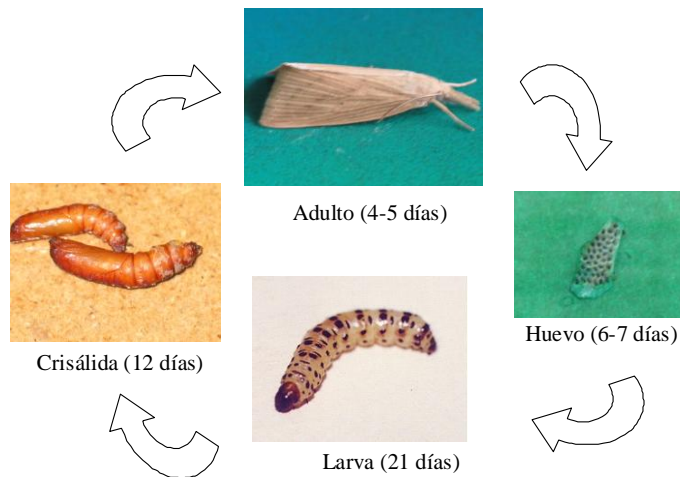 Adulto (4-5 días)
Huevo (6-7 días)
Larva (21 días)
Crisálida (12 días)